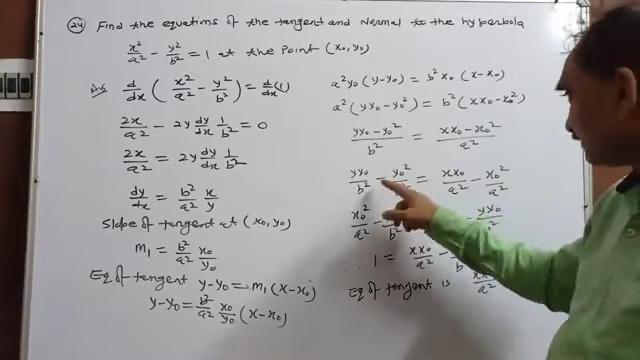 24 Find the equations of the tangent and Normal to the hyperbola
x²/a² - y²/b² = 1 at the point (x₀, y₀)
Ans d/dx (x²/a² - y²/b²) = d/dx (1)
2x/a² - 2y dy/dx 1/b² = 0
2x/a² = 2y dy/dx 1/b²
dy/dx = b²/a² x/y
Slope of tangent at (x₀, y₀)
m₁ = b²/a² x₀/y₀
Eq of tangent y-y₀ = m₁(x-x₀)
y-y₀ = b²/a² x₀/y₀ (x-x₀)
a²y₀(y-y₀) = b²x₀(x-x₀)
a²(yy₀-y₀²) = b²(xx₀-x₀²)
yy₀-y₀²/b² = xx₀-x₀²/a²
yy₀/b² - y₀² = xx₀/a² - x₀²/a²
x₀²/a² - - yy₀/b²
1 = xx₀/a² -
Eq of tangent is xx₀/a²